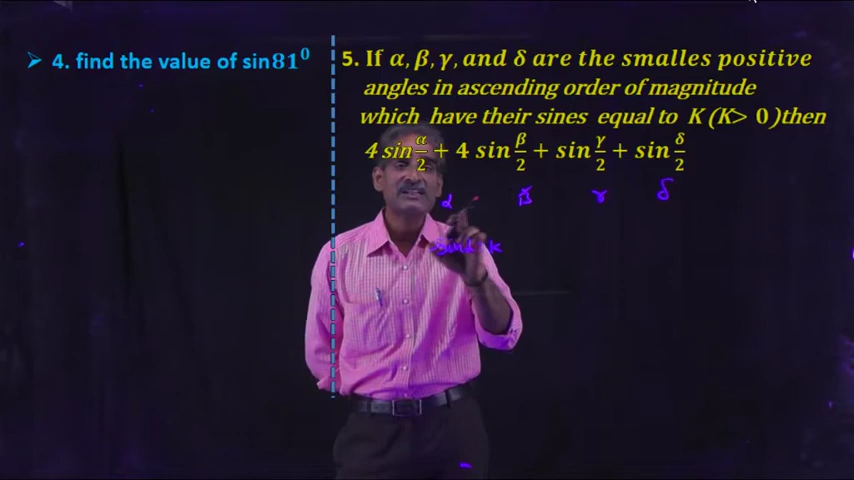 ➢ 4. find the value of sin81⁰
5. If α, β, γ, and δ are the smalles positive
angles in ascending order of magnitude
which have their sines equal to K (K> 0 )then
4 sin α/2 + 4 sin β/2 + sin γ/2 + sin δ/2
α β γ δ
Sinα = K